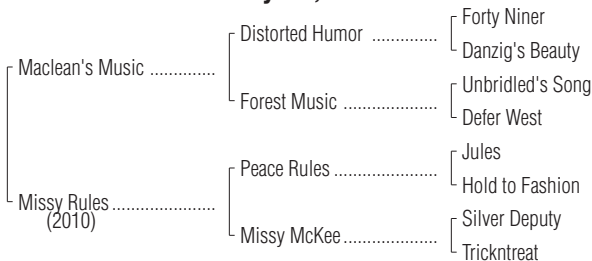 Forty Niner
Distorted Humor ..............
Danzig's Beauty
Maclean's Music ..............
Unbridled's Song
Forest Music ....................
Defer West
Jules
Peace Rules ......................
Hold to Fashion
Missy Rules ......................
(2010)
Silver Deputy
Missy McKee ....................
Trickntreat